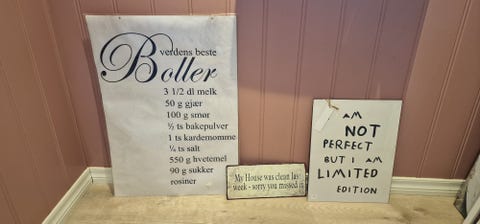 verdens beste
Boller
3 1/2 dl melk
50 g gjær
100 g smør
½ ts bakepulver
1 ts kardemomme
¼ ts salt
550 g hvetemel
90 g sukker
rosiner
My House was clean last
week - sorry you missed it
AM
NOT
PERFECT
BUT I AM
LIMITED
EDITION